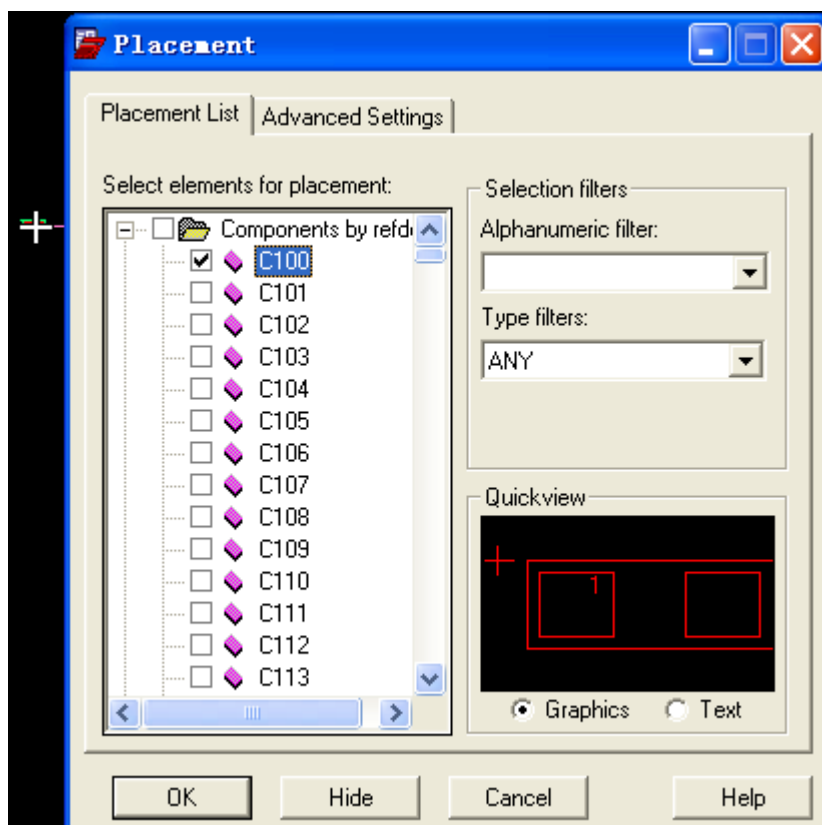 Placement
Placement List
Advanced Settings
Select elements for placement:
Components by refd
C100
C101
C102
C103
C104
C105
C106
C107
C108
C109
C110
C111
C112
C113
Selection filters
Alphanumeric filter:
Type filters:
ANY
Quickview
1
Graphics
Text
OK
Hide
Cancel
Help